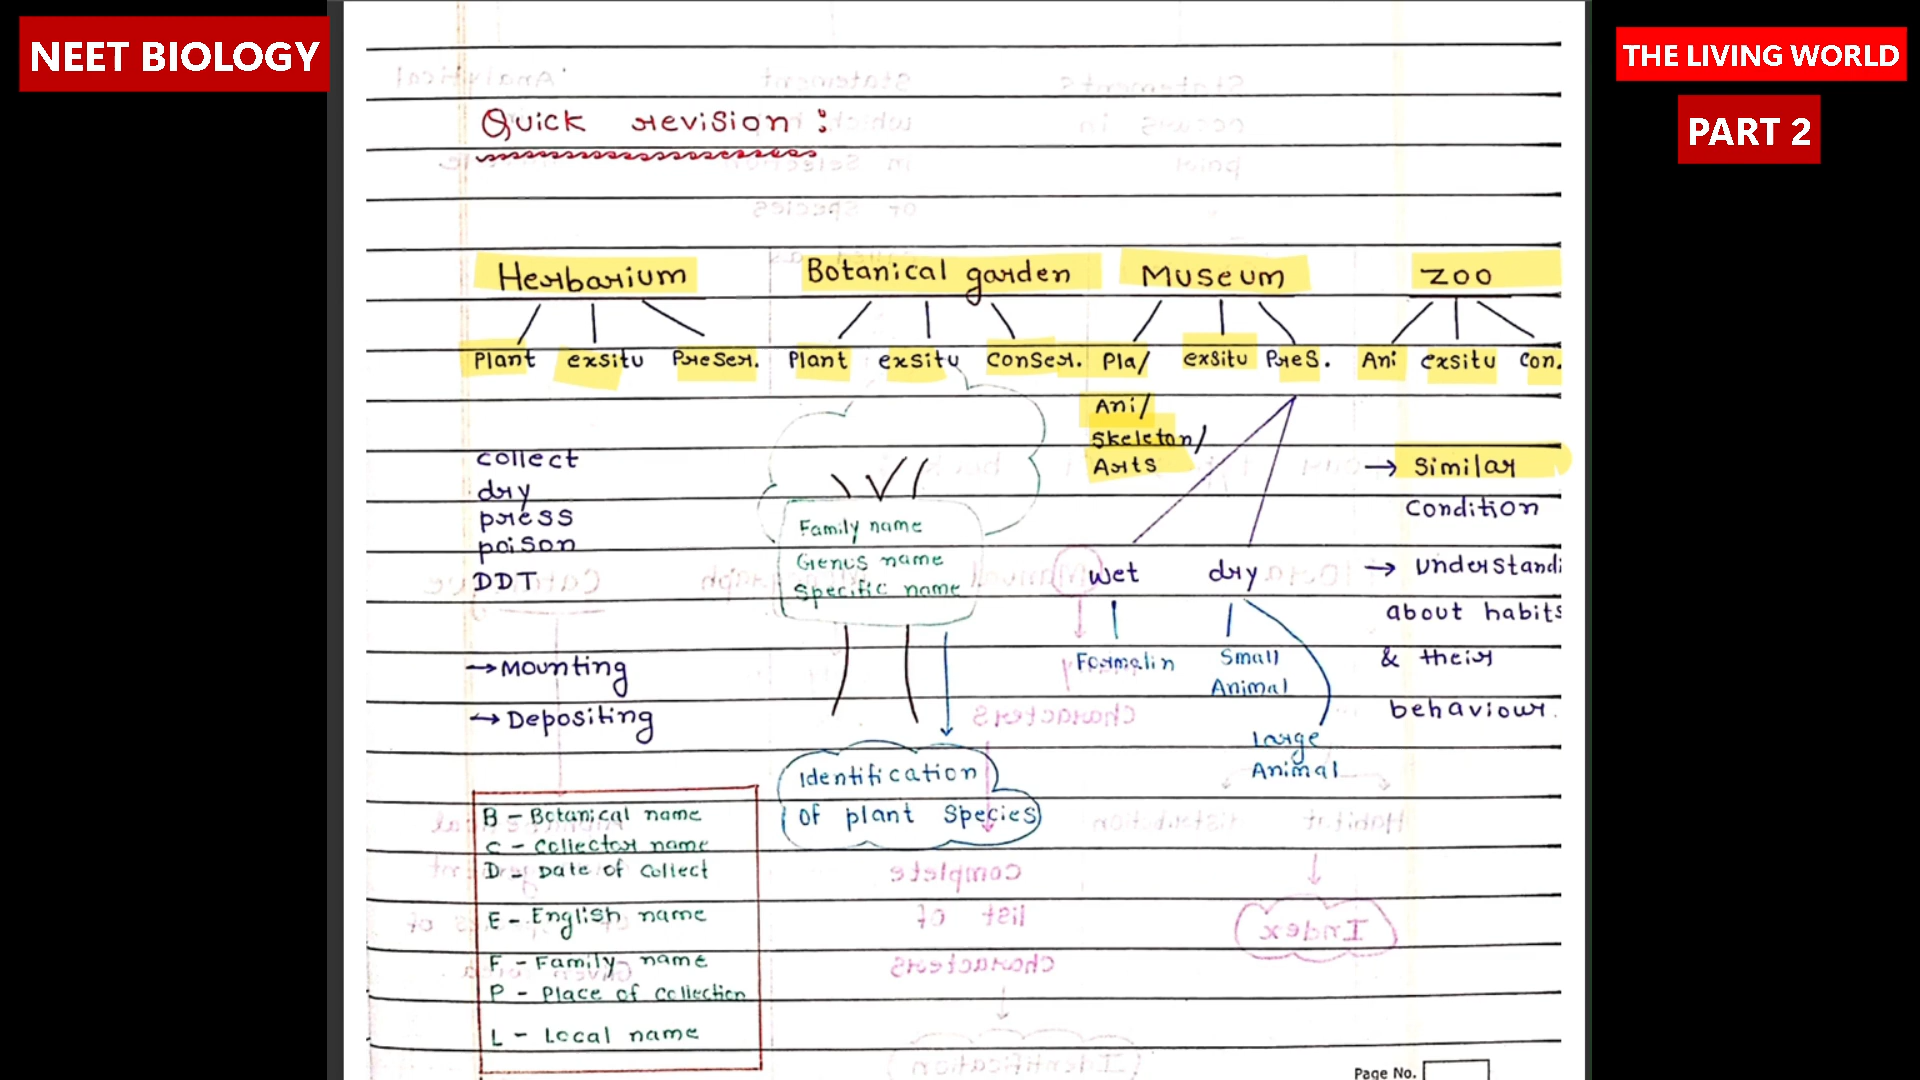 NEET BIOLOGY
THE LIVING WORLD
PART 2
Quick revision :
Herbarium Botanical garden Museum Zoo
Plant exsitu Preser. Plant exsitu Conser. Pla/ exsitu Pres. Ani exsitu Con.
Ani/
Skeleton/
Arts
collect
dry
press
poison
DDT
→ Mounting
→ Depositing
B - Botanical name
C - Collector name
D - Date of collect
E - English name
F - Family name
P - Place of collection
L - Local name
Family name
Genus name
Specific name
Identification
of plant Species
wet dry
Formalin
Small
Animal
Large
Animal
→ Similar
Condition
→ understandi
about habits
& their
behaviour.
Page No.